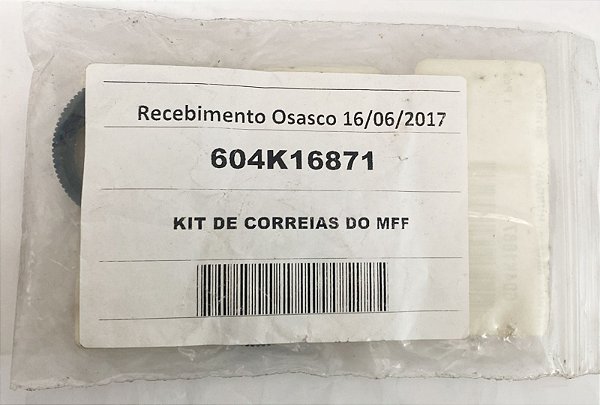 Recebimento Osasco 16/06/2017
604K16871
KIT DE CORREIAS DO MFF